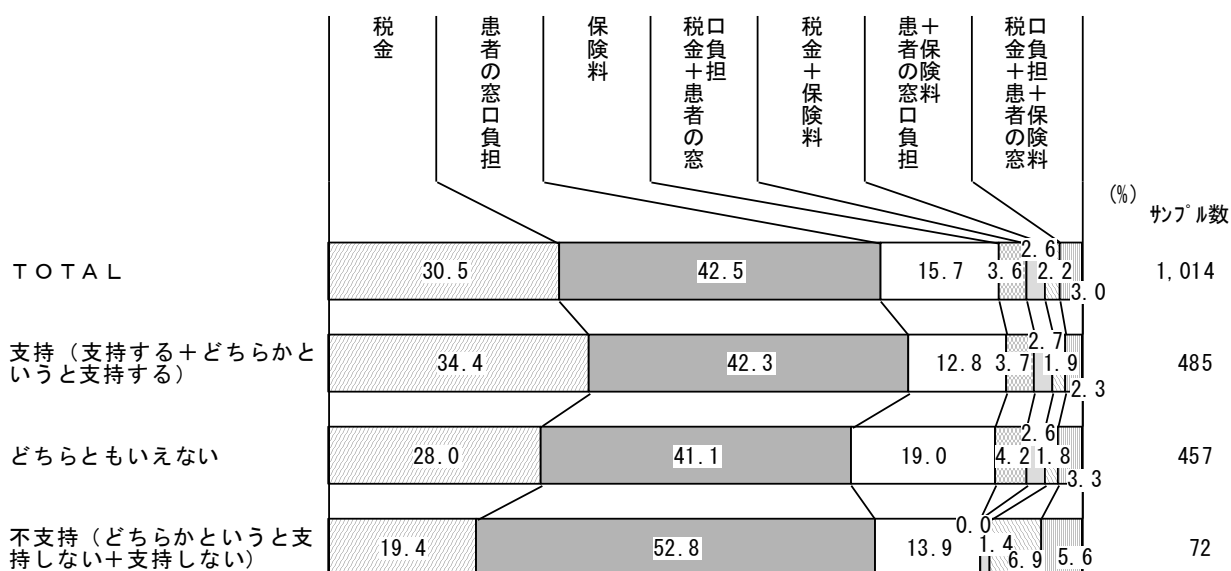 税金
患者の窓口負担
保険料
税金+患者の窓
口負担
税金+保険料
患者の窓口負担
+保険料
税金+患者の窓
口負担+保険料
(%)
サンプル数
TOTAL
30.5
42.5
15.7
3.6
2.6
2.2
3.0
1,014
支持(支持する+どちらかと
いうと支持する)
34.4
42.3
12.8
3.7
2.7
1.9
2.3
485
どちらともいえない
28.0
41.1
19.0
4.2
2.6
1.8
3.3
457
不支持(どちらかというと支
持しない+支持しない)
19.4
52.8
13.9
0.0
1.4
6.9
5.6
72